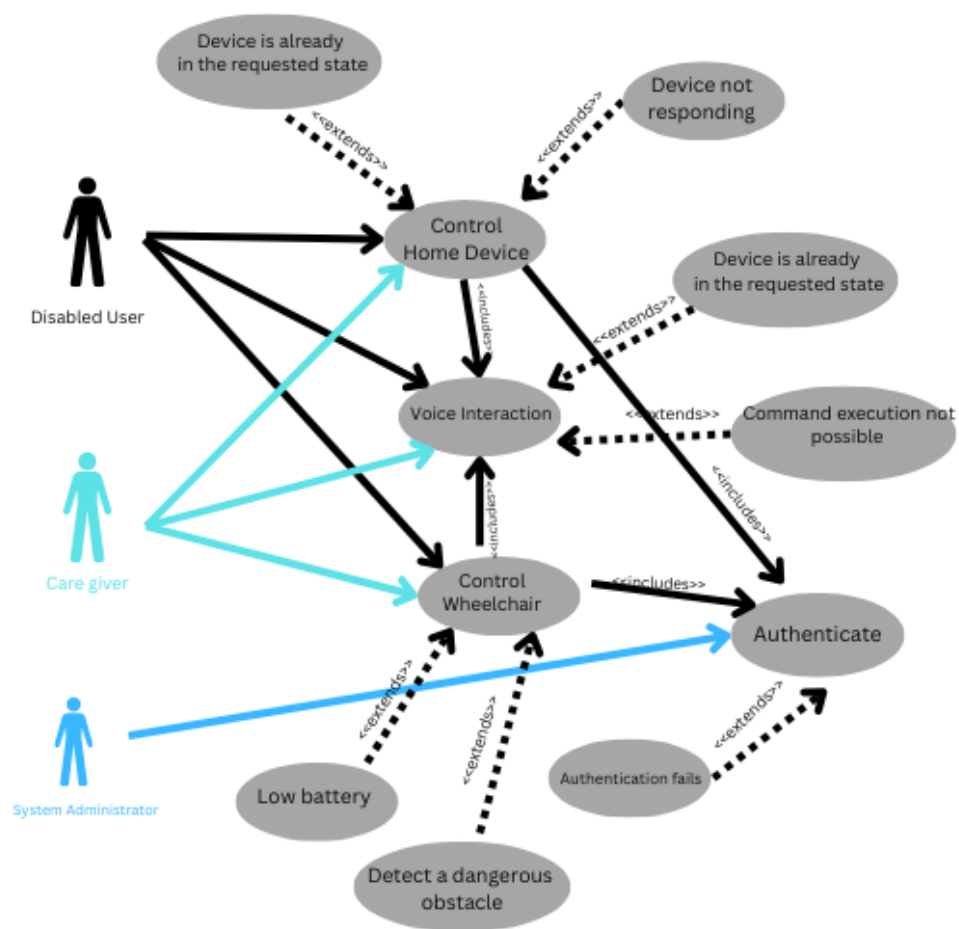 Device is already
in the requested state
Device not
responding
<<extends>>
<<extends>>
Control
Home Device
Disabled User
Device is already
in the requested state
<<includes>>
<<extends>>
Voice Interaction
<<extends>>
Command execution not
possible
<<includes>>
<<includes>>
Care giver
Control
Wheelchair
<<includes>>
Authenticate
<<extends>>
<<extends>>
<<extends>>
System Administrator
Low battery
Authentication fails
Detect a dangerous
obstacle